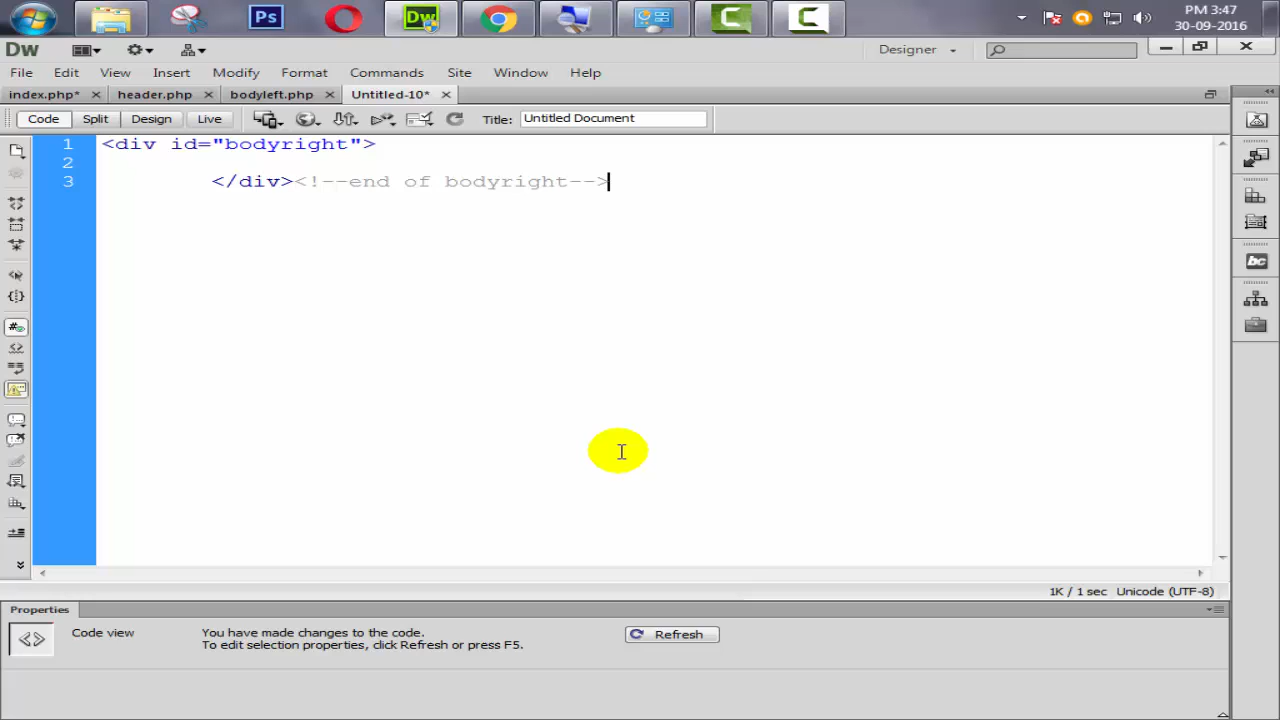 Ps
Dw
PM 3:47
30-09-2016
Dw
Designer
File Edit View Insert Modify Format Commands Site Window Help
index.php* × header.php × bodyleft.php × Untitled-10* ×
Code Split Design Live Title: Untitled Document
1 <div id="bodyright">
2
3 </div><!--end of bodyright-->
bc
1K / 1 sec Unicode (UTF-8)
Properties
<> Code view You have made changes to the code. Refresh
To edit selection properties, click Refresh or press F5.